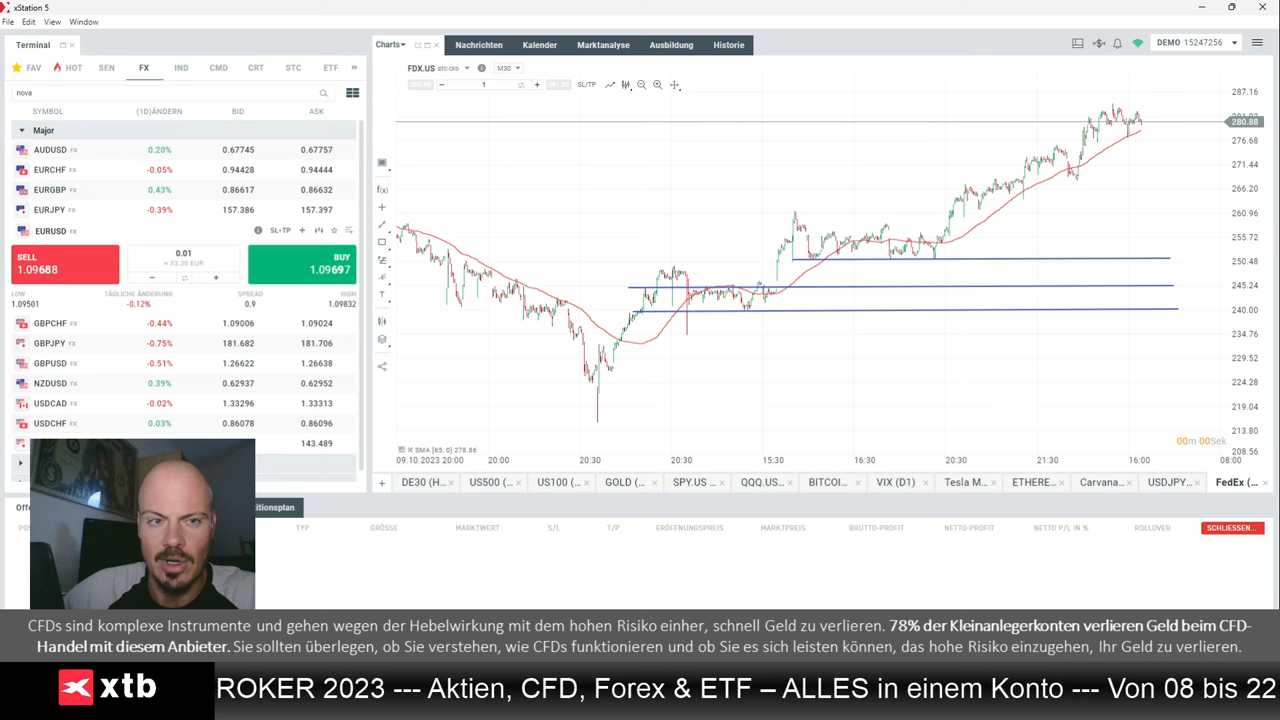 xStation 5
File Edit View Window
Terminal
Charts Nachrichten Kalender Marktanalyse Ausbildung Historie
DEMO 15247256
FAV HOT SEN FX IND CMD CRT STC ETF
FDX.US STC CFD M30
nova
1 SL/TP
SYMBOL (1D)ÄNDERN BID ASK
Major
AUDUSD FX 0.20% 0.67745 0.67757
EURCHF FX -0.05% 0.94428 0.94444
EURGBP FX 0.43% 0.86617 0.86632
EURJPY FX -0.39% 157.386 157.397
EURUSD FX SL•TP
SELL 1.09688
0.01
≈ 33.30 EUR
BUY 1.09697
LOW TÄGLICHE ÄNDERUNG SPREAD HIGH
1.09501 -0.12% 0.9 1.09832
GBPCHF FX -0.44% 1.09006 1.09024
GBPJPY FX -0.75% 181.682 181.706
GBPUSD FX -0.51% 1.26622 1.26638
NZDUSD FX 0.39% 0.62937 0.62952
USDCAD FX -0.02% 1.33296 1.33313
USDCHF FX 0.03% 0.86078 0.86096
143.489
287.16
280.88
276.68
271.44
266.20
260.96
255.72
250.48
245.24
240.00
234.76
229.52
224.28
219.04
213.80
208.56
00m 00Sek
SMA [65, 0] 278.86
09.10.2023 20:00 20:00 20:30 20:30 15:30 16:30 20:30 21:30 16:00 08:00
DE30 (H... US500 (... US100 (... GOLD (... SPY.US ... QQQ.US... BITCOI... VIX (D1) Tesla M... ETHERE... Carvana... USDJPY... FedEx (...
itionsplan
TYP GRÖSSE MARKTWERT S/L T/P ERÖFFNUNGSPREIS MARKTPREIS BRUTTO-PROFIT NETTO-PROFIT NETTO P/L IN % ROLLOVER SCHLIESSEN...
CFDs sind komplexe Instrumente und gehen wegen der Hebelwirkung mit dem hohen Risiko einher, schnell Geld zu verlieren. 78% der Kleinanlegerkonten verlieren Geld beim CFD-
Handel mit diesem Anbieter. Sie sollten überlegen, ob Sie verstehen, wie CFDs funktionieren und ob Sie es sich leisten können, das hohe Risiko einzugehen, Ihr Geld zu verlieren.
xtb ROKER 2023 --- Aktien, CFD, Forex & ETF – ALLES in einem Konto --- Von 08 bis 22